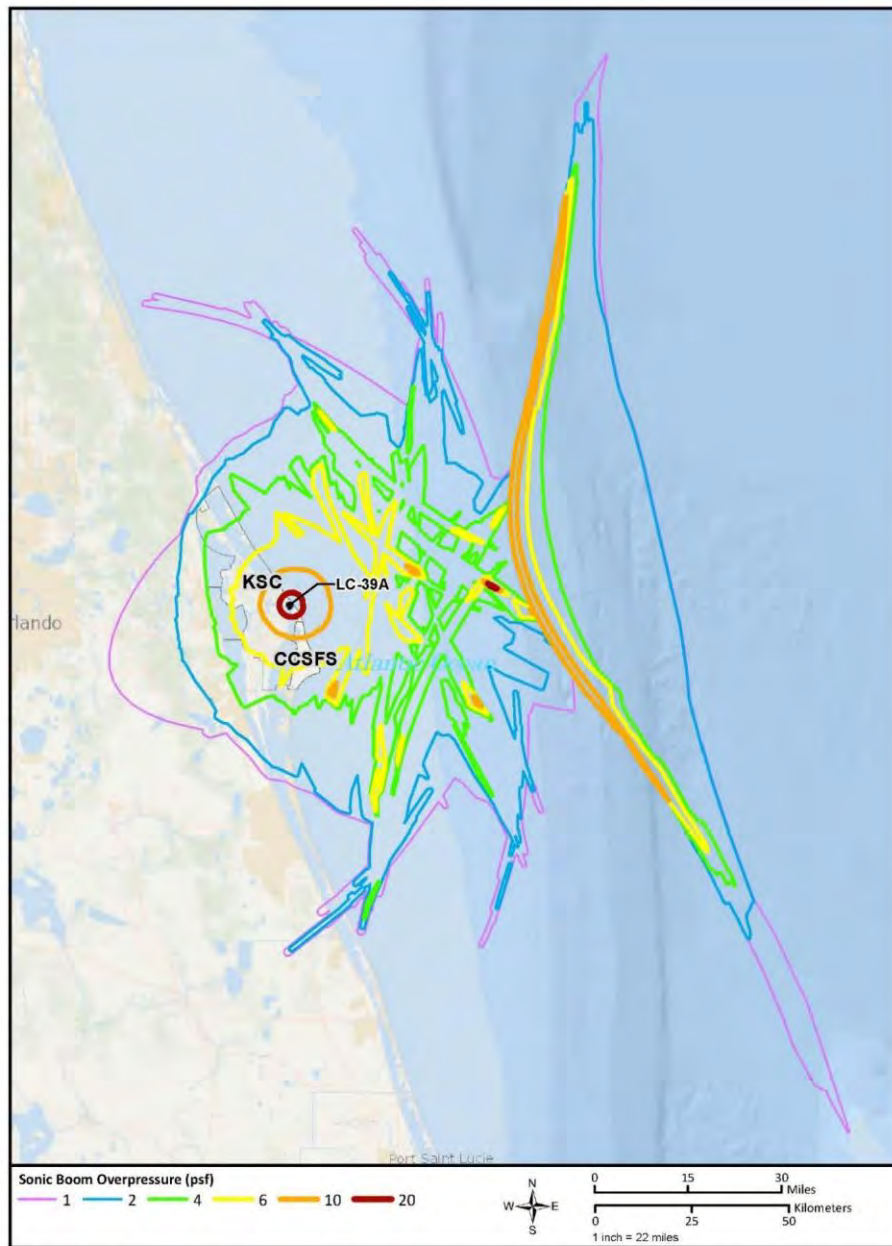 KSC
LC-39A
lando
CCSFS
Atlantic Ocean
Port Saint Lucie
Sonic Boom Overpressure (psf)
1 2 4 6 10 20
N
W E
S
0 15 30
Miles
Kilometers
0 25 50
1 inch = 22 miles